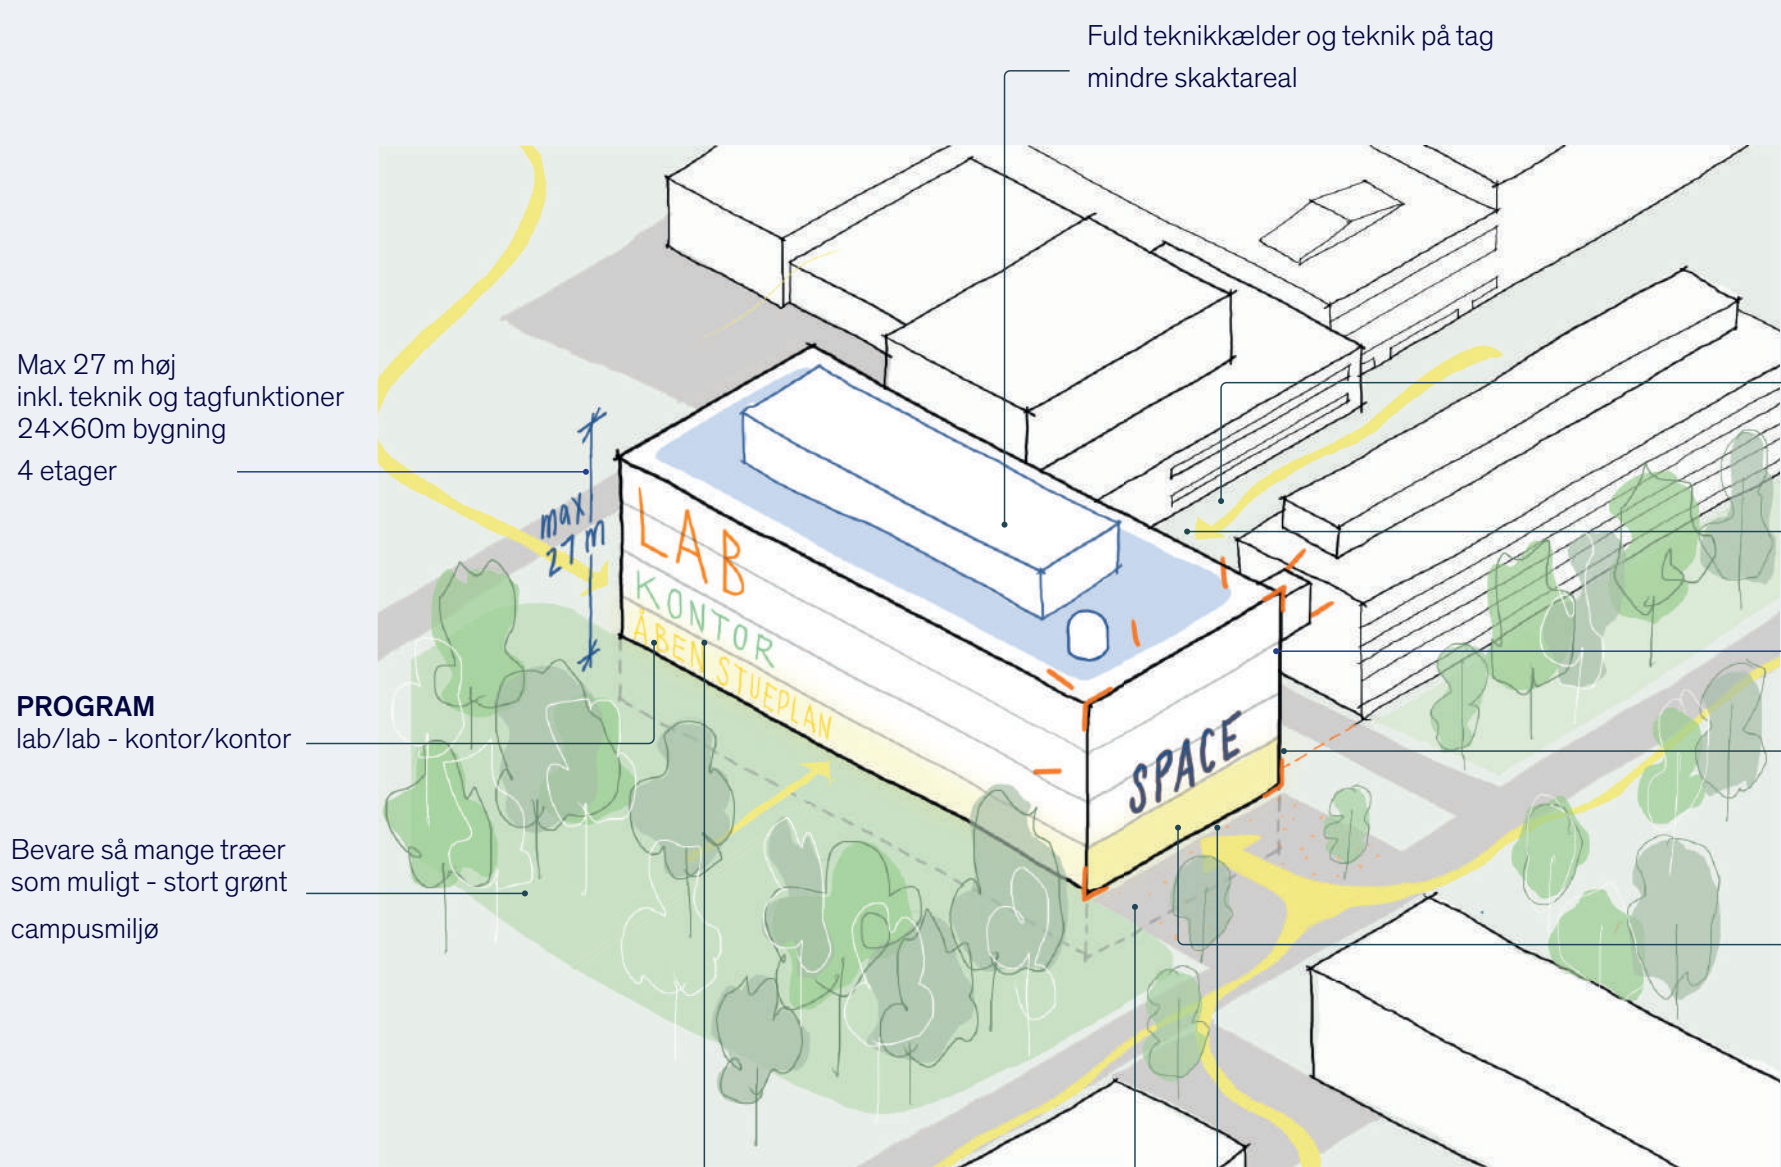 Fuld teknikkælder og teknik på tag
mindre skaktareal
Max 27 m høj
inkl. teknik og tagfunktioner
24×60m bygning
4 etager
max
27 m
LAB
KONTOR
ÅBEN STUEPLAN
SPACE
PROGRAM
lab/lab - kontor/kontor
Bevare så mange træer
som muligt - stort grønt
campusmiljø